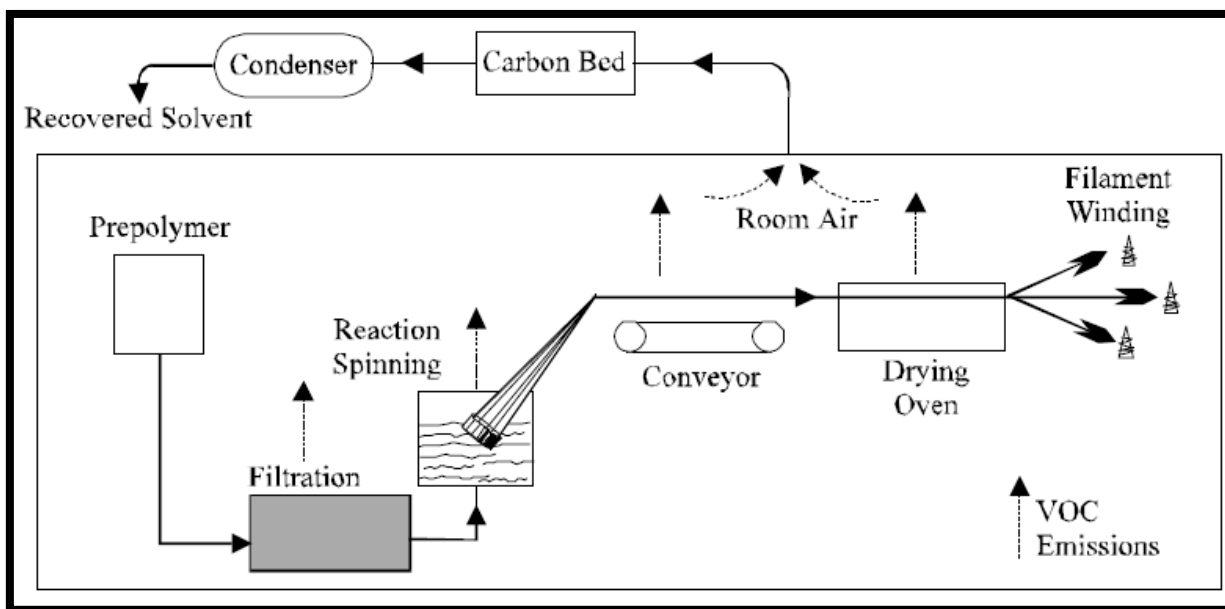 Condenser
Carbon Bed
Recovered Solvent
Filament
Winding
Room Air
Prepolymer
Reaction
Spinning
Conveyor
Drying
Oven
Filtration
VOC
Emissions